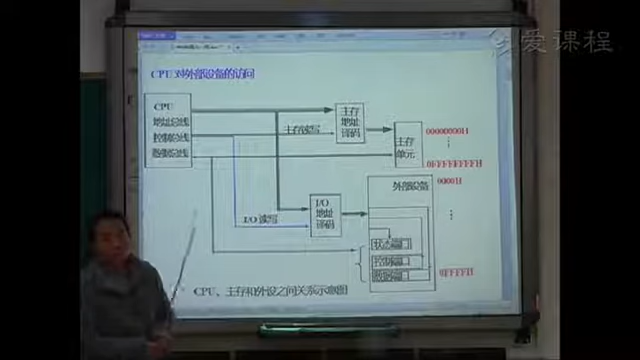 爱课程
CPU对外部设备的访问
CPU
地址总线
控制总线
数据总线
主存读写
主存
地址
译码
主存
单元
00000000H
0FFFFFFFFH
I/O 读写
I/O
地址
译码
外部设备
0000H
状态端口
控制端口
数据端口
0FFFFH
CPU、主存和外设之间关系示意图